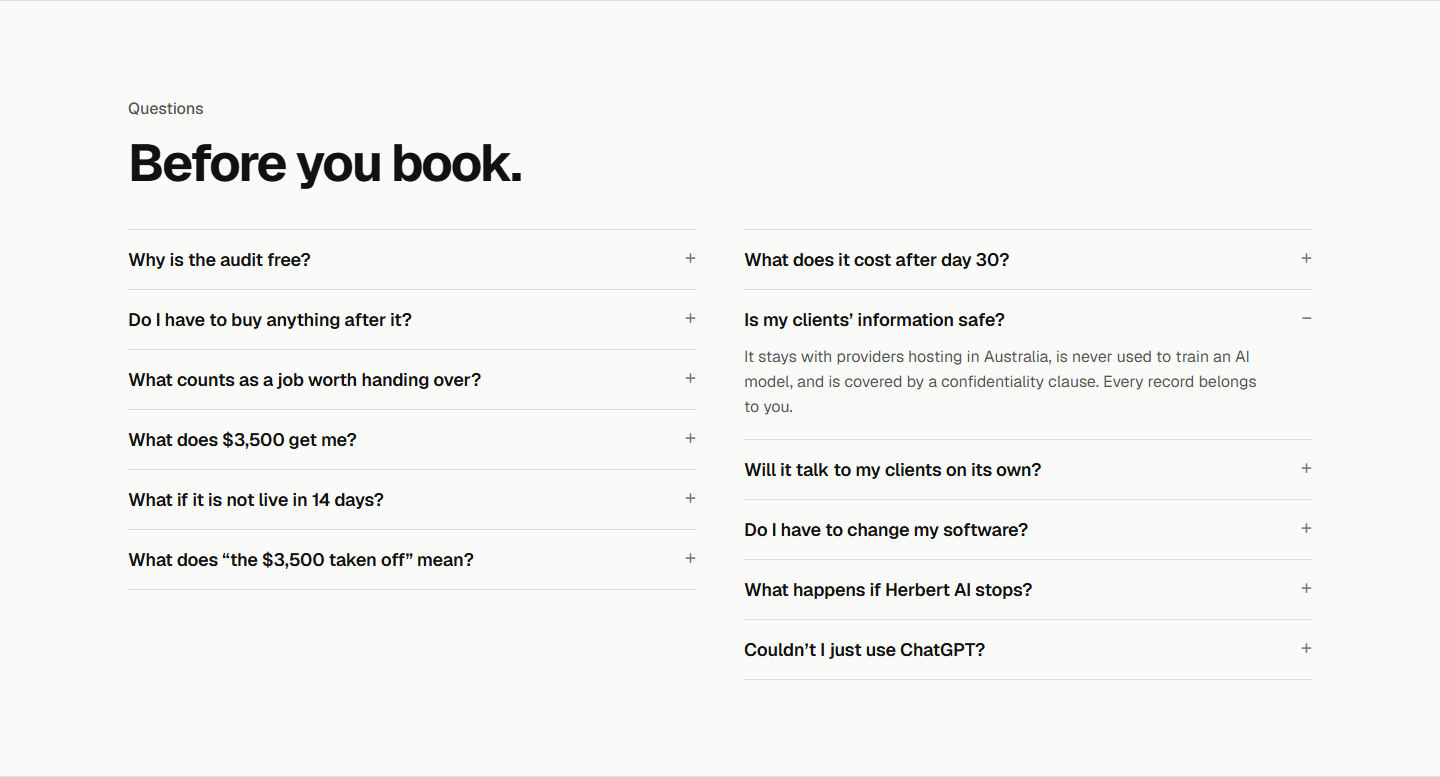 Questions
Before you book.
Why is the audit free?
Do I have to buy anything after it?
What counts as a job worth handing over?
What does $3,500 get me?
What if it is not live in 14 days?
What does “the $3,500 taken off” mean?
What does it cost after day 30?
Is my clients’ information safe?
It stays with providers hosting in Australia, is never used to train an AI
model, and is covered by a confidentiality clause. Every record belongs
to you.
Will it talk to my clients on its own?
Do I have to change my software?
What happens if Herbert AI stops?
Couldn’t I just use ChatGPT?